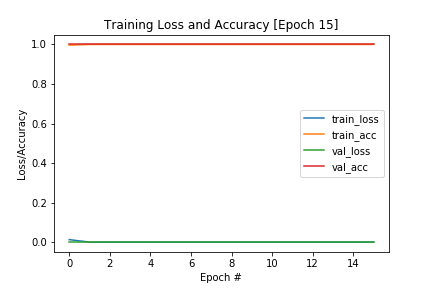 Training Loss and Accuracy [Epoch 15]
1.0
0.8
0.6
0.4
0.2
0.0
Loss/Accuracy
train_loss
train_acc
val_loss
val_acc
0 2 4 6 8 10 12 14
Epoch #